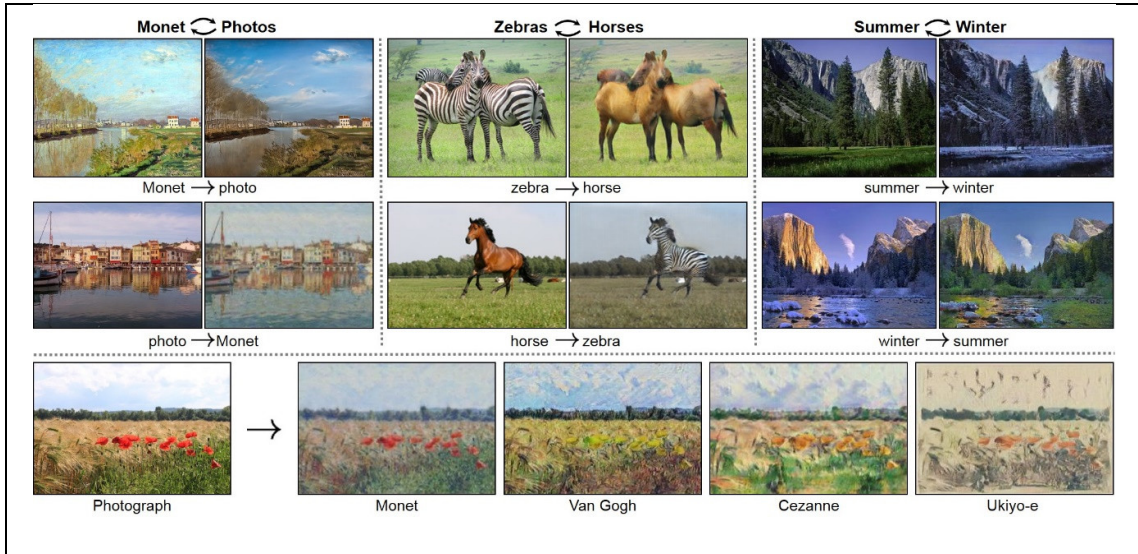 Monet ⇄ Photos
Zebras ⇄ Horses
Summer ⇄ Winter
Monet → photo
zebra → horse
summer → winter
photo → Monet
horse → zebra
winter → summer
Photograph
Monet
Van Gogh
Cezanne
Ukiyo-e